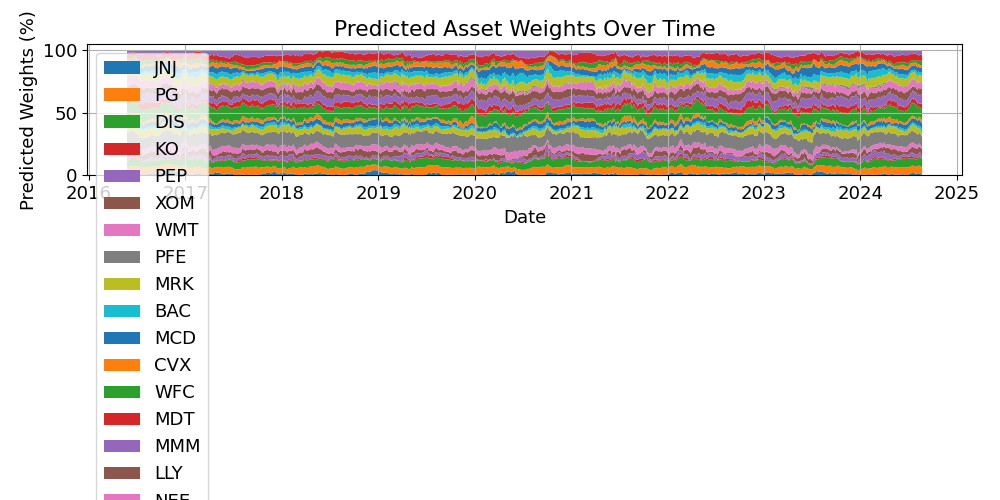 Predicted Asset Weights Over Time
Predicted Weights (%)
100
50
0
2016
2017
2018
2019
2020
2021
2022
2023
2024
2025
Date
JNJ
PG
DIS
KO
PEP
XOM
WMT
PFE
MRK
BAC
MCD
CVX
WFC
MDT
MMM
LLY
NEE